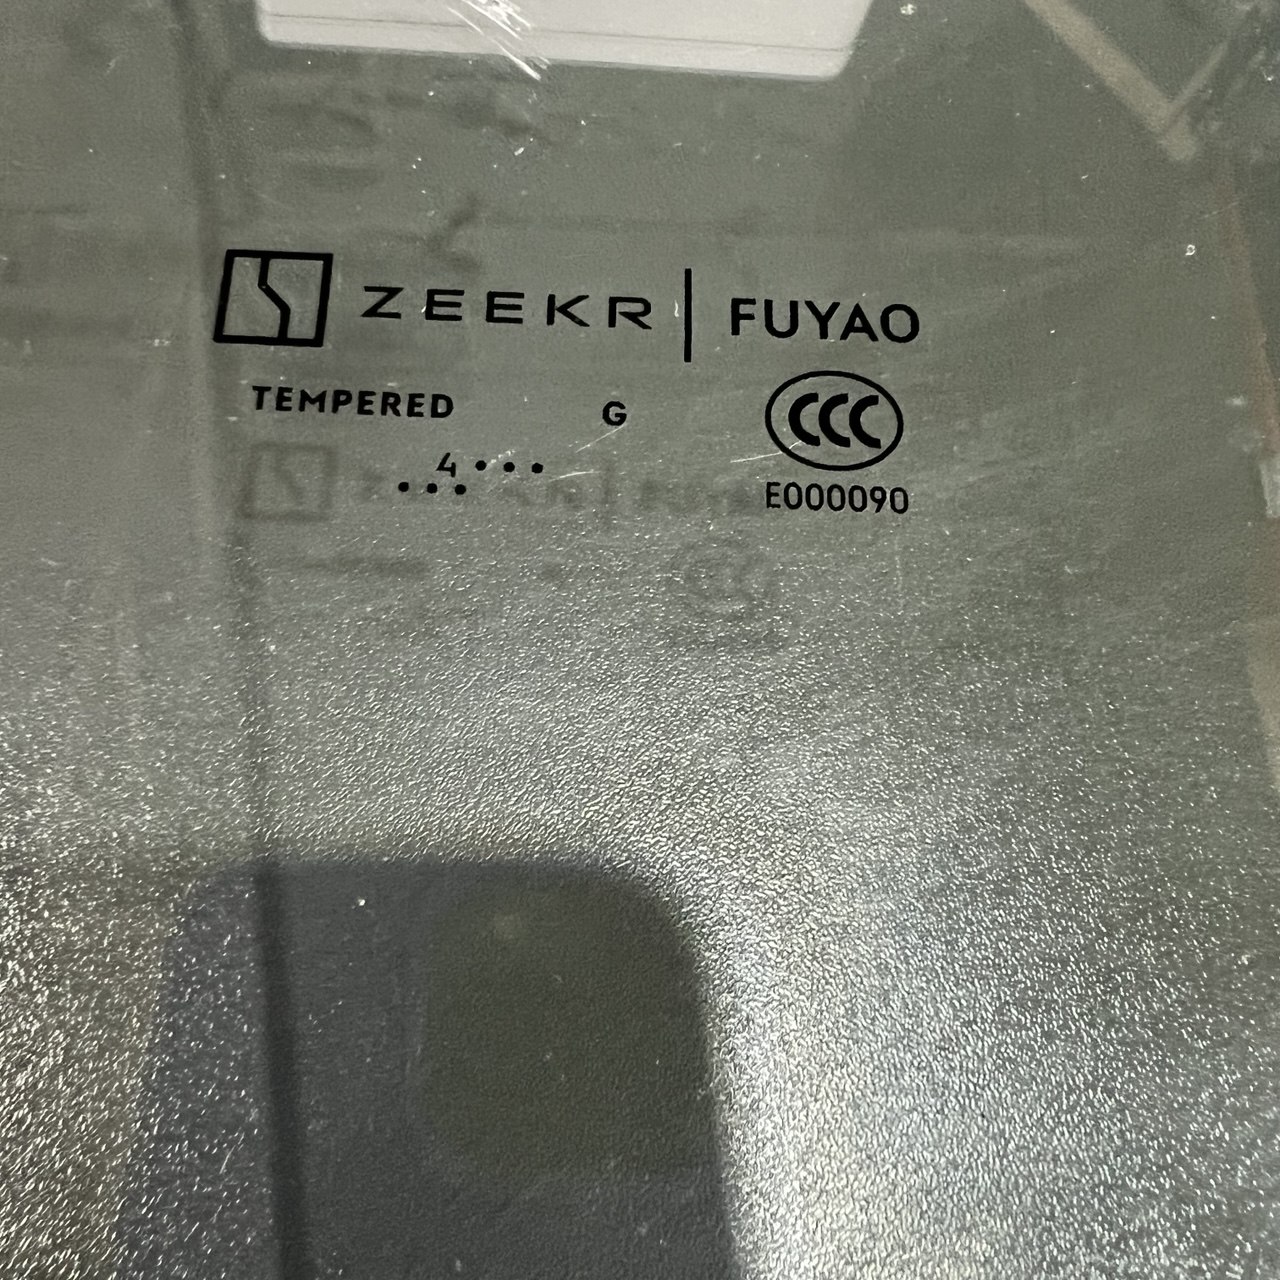 ZEEKR | FUYAO
TEMPERED G CCC
4•••
•••
E000090